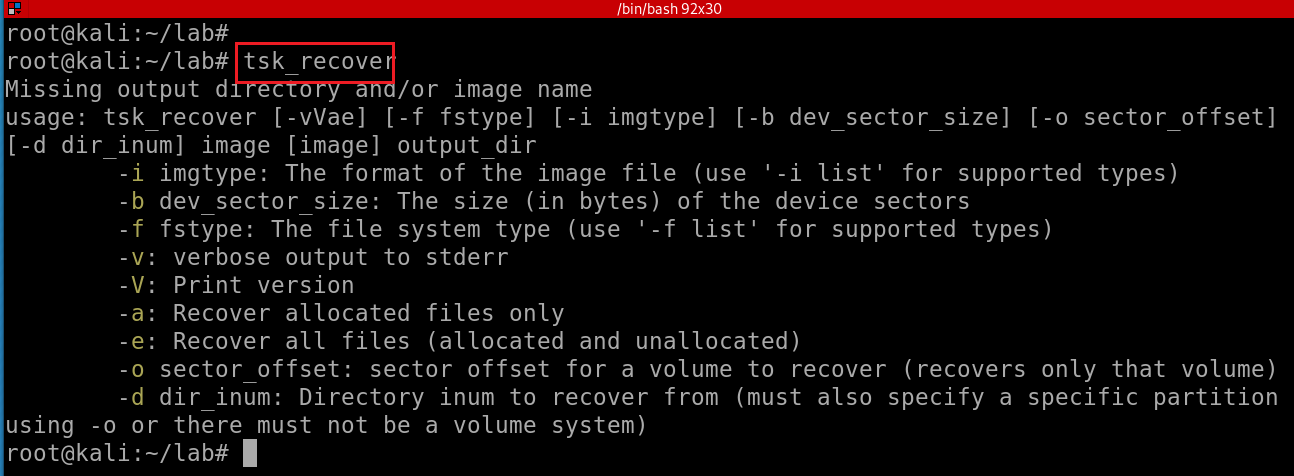 /bin/bash 92x30
root@kali:~/lab#
root@kali:~/lab# tsk_recover
Missing output directory and/or image name
usage: tsk_recover [-vVae] [-f fstype] [-i imgtype] [-b dev_sector_size] [-o sector_offset]
[-d dir_inum] image [image] output_dir
        -i imgtype: The format of the image file (use '-i list' for supported types)
        -b dev_sector_size: The size (in bytes) of the device sectors
        -f fstype: The file system type (use '-f list' for supported types)
        -v: verbose output to stderr
        -V: Print version
        -a: Recover allocated files only
        -e: Recover all files (allocated and unallocated)
        -o sector_offset: sector offset for a volume to recover (recovers only that volume)
        -d dir_inum: Directory inum to recover from (must also specify a specific partition
using -o or there must not be a volume system)
root@kali:~/lab#